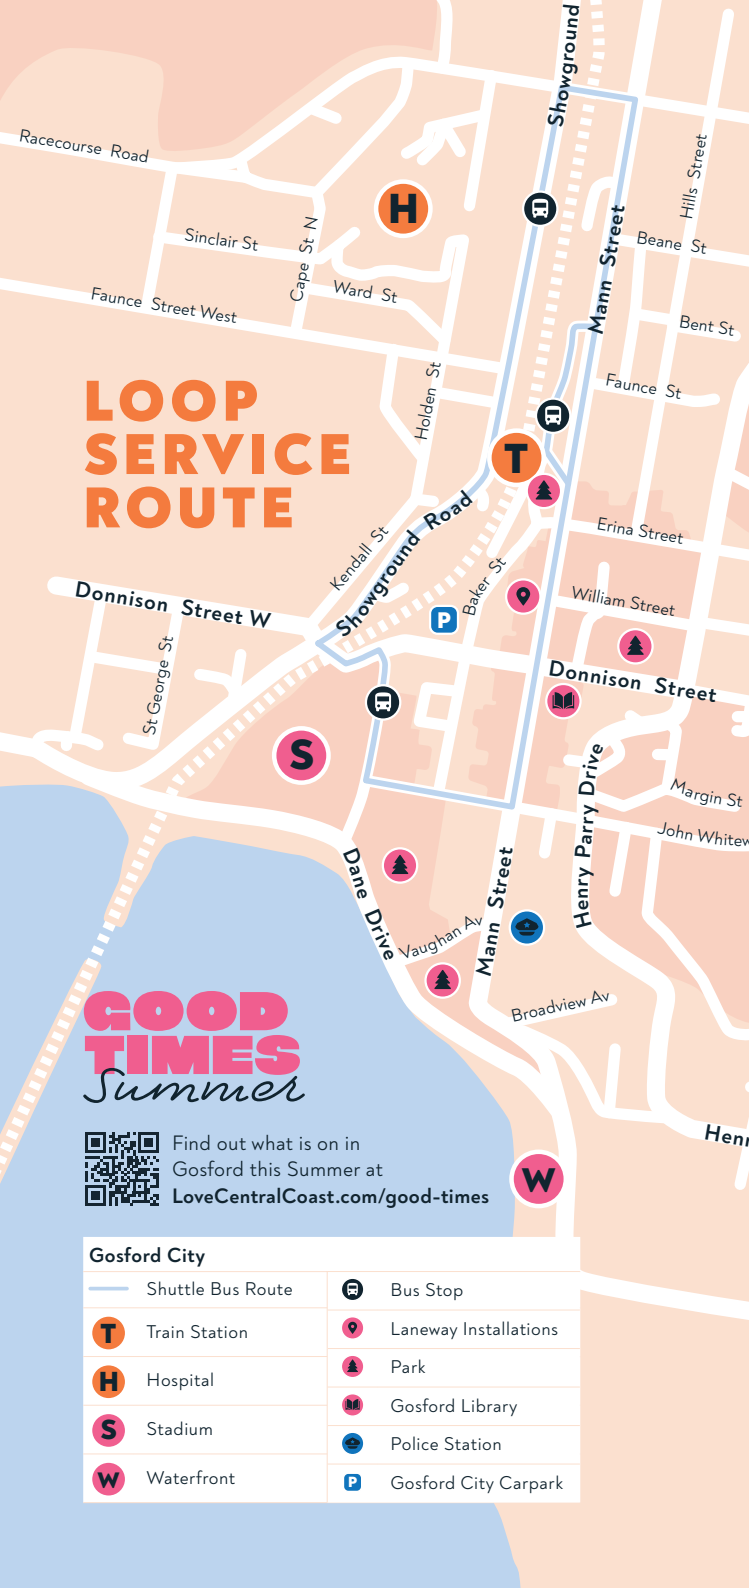 Showground
Racecourse Road
Hills Street
H
Sinclair St
Cape St N
Mann Street
Beane St
Ward St
Faunce Street West
Bent St
Holden St
Faunce St
LOOP
SERVICE
ROUTE
T
Showground Road
Erina Street
Kendall St
Baker St
Donnison Street W
William Street
P
St George St
Donnison Street
S
Henry Parry Drive
Margin St
John Whitew
Dane Drive
Mann Street
Vaughan Av
Broadview Av
GOOD
TIMES
Summer
Henr
Find out what is on in
Gosford this Summer at
LoveCentralCoast.com/good-times
W
Gosford City
Shuttle Bus Route
T Train Station
H Hospital
S Stadium
W Waterfront
Bus Stop
Laneway Installations
Park
Gosford Library
Police Station
P Gosford City Carpark